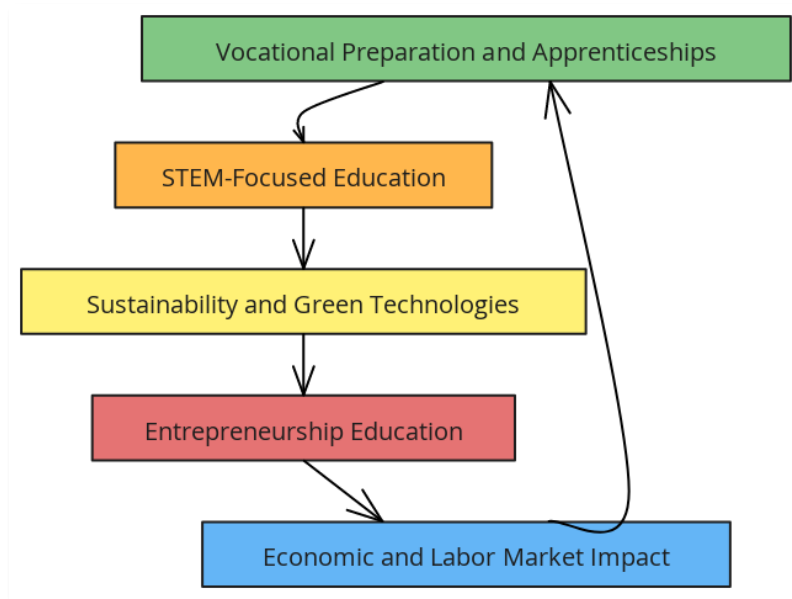 Vocational Preparation and Apprenticeships
STEM-Focused Education
Sustainability and Green Technologies
Entrepreneurship Education
Economic and Labor Market Impact